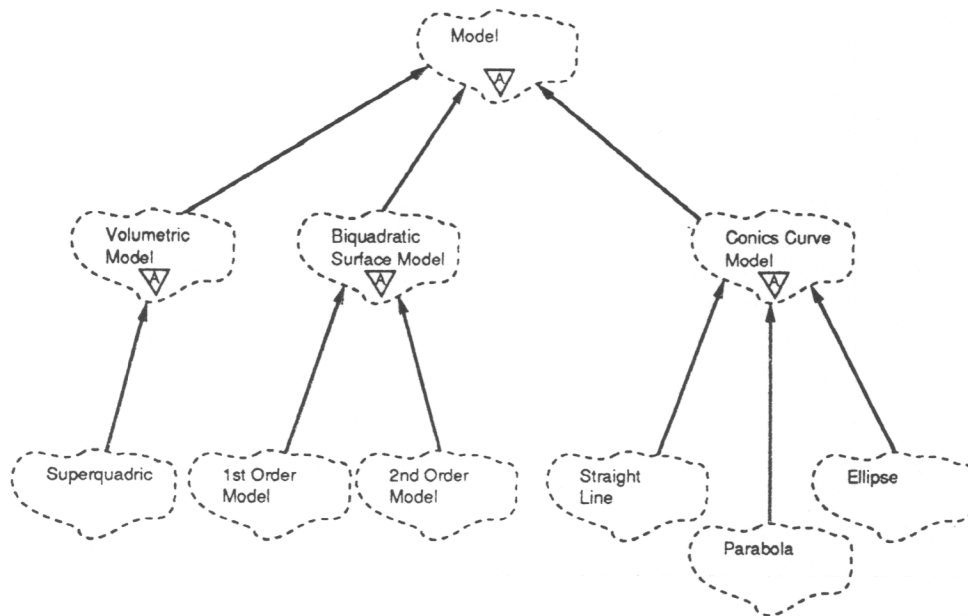 Model
A
Volumetric
Model
A
Biquadratic
Surface Model
A
Conics Curve
Model
A
Superquadric
1st Order
Model
2nd Order
Model
Straight
Line
Parabola
Ellipse